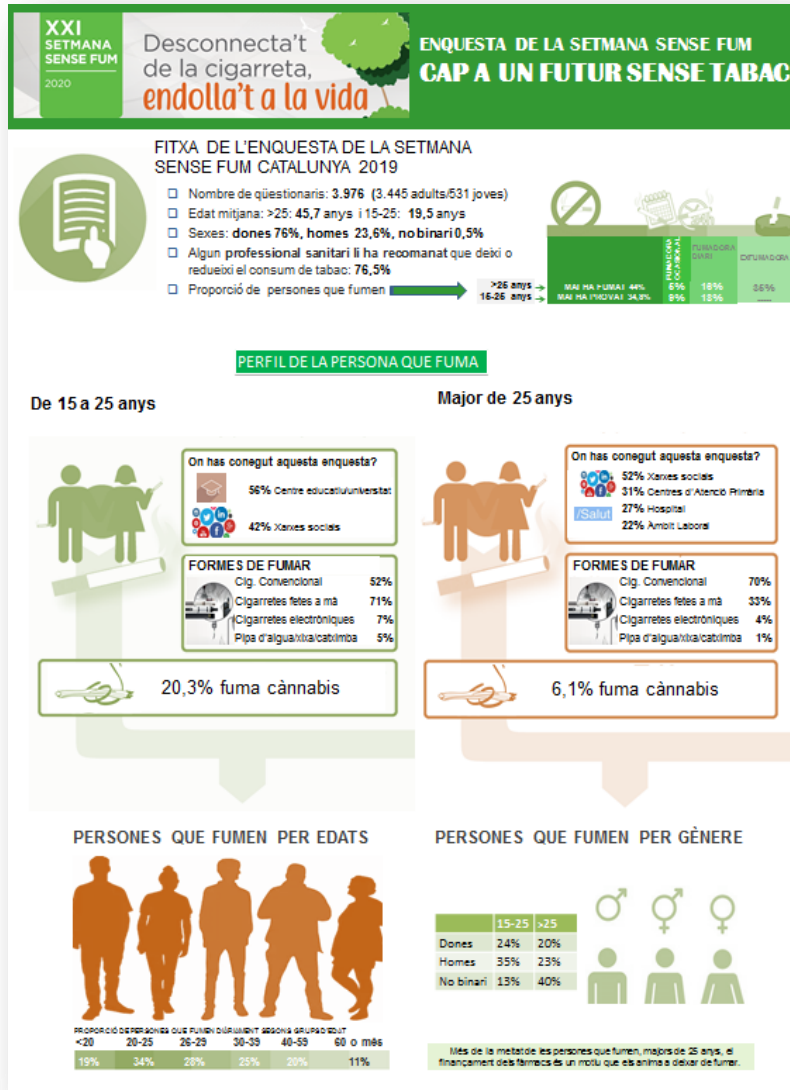 XXI
SETMANA
SENSE FUM
2020
Desconnecta't
de la cigarreta,
endolla't a la vida
ENQUESTA DE LA SETMANA SENSE FUM
CAP A UN FUTUR SENSE TABAC
FITXA DE L'ENQUESTA DE LA SETMANA
SENSE FUM CATALUNYA 2019
Nombre de qüestionaris: 3.976 (3.445 adults/531 joves)
Edat mitjana: >25: 45,7 anys i 15-25: 19,5 anys
Sexes: dones 76%, homes 23,6%, no binari 0,5%
Algun professional sanitari li ha recomanat que deixi o
redueixi el consum de tabac: 76,5%
Proporció de persones que fumen
FUMADORA OCASIONAL
FUMADORA
DIARI
EXFUMADORA
>25 anys → MAI HA FUMAT 44% 5% 16% 35%
15-25 anys → MAI HA PROVAT 34,8% 9% 18%
PERFIL DE LA PERSONA QUE FUMA
De 15 a 25 anys
On has conegut aquesta enquesta?
56% Centre educatiu/universitat
42% Xarxes socials
FORMES DE FUMAR
Cig. Convencional 52%
Cigarretes fetes a mà 71%
Cigarretes electròniques 7%
Pipa d'aigua/xixa/catximba 5%
20,3% fuma cànnabis
Major de 25 anys
On has conegut aquesta enquesta?
52% Xarxes socials
31% Centres d'Atenció Primària
/Salut 27% Hospital
22% Àmbit Laboral
FORMES DE FUMAR
Cig. Convencional 70%
Cigarretes fetes a mà 33%
Cigarretes electròniques 4%
Pipa d'aigua/xixa/catximba 1%
6,1% fuma cànnabis
PERSONES QUE FUMEN PER EDATS
PROPORCIÓ DE PERSONES QUE FUMEN DIÀRIAMENT SEGONS GRUPS D'EDAT
<20 20-25 26-29 30-39 40-59 60 o més
19% 34% 28% 25% 20% 11%
PERSONES QUE FUMEN PER GÈNERE
15-25 >25
Dones 24% 20%
Homes 35% 23%
No binari 13% 40%
Més de la meitat de les persones que fumen, majors de 25 anys, el
finançament dels fàrmacs és un motiu que els anima a deixar de fumar.